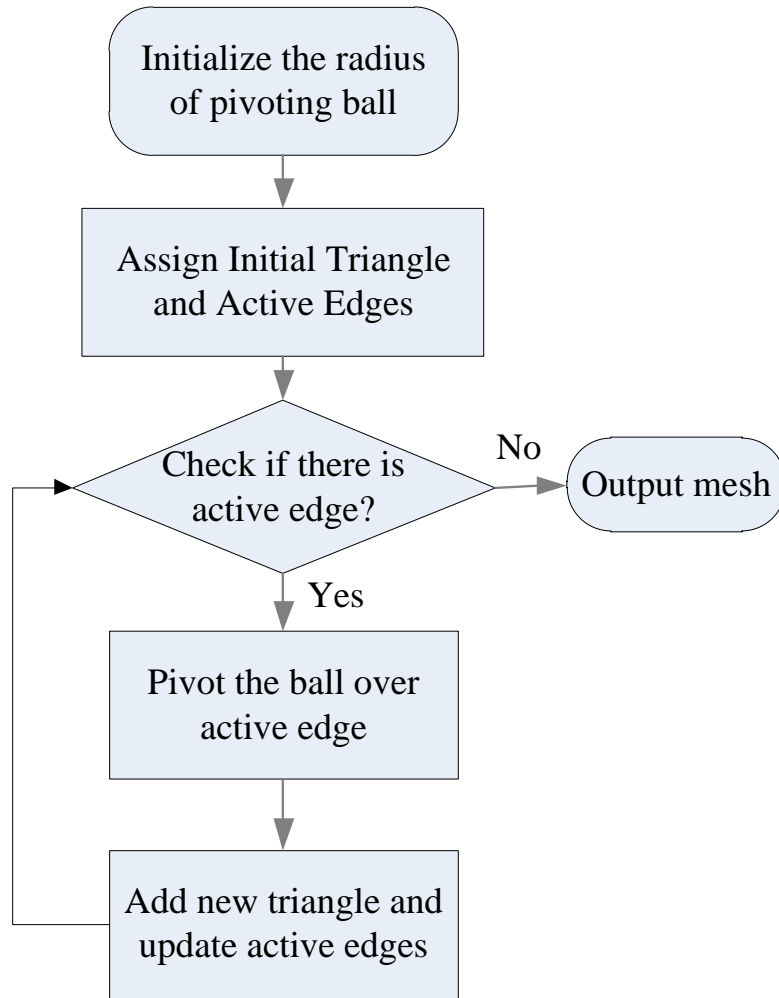 Initialize the radius
of pivoting ball
Assign Initial Triangle
and Active Edges
Check if there is
active edge?
No
Output mesh
Yes
Pivot the ball over
active edge
Add new triangle and
update active edges